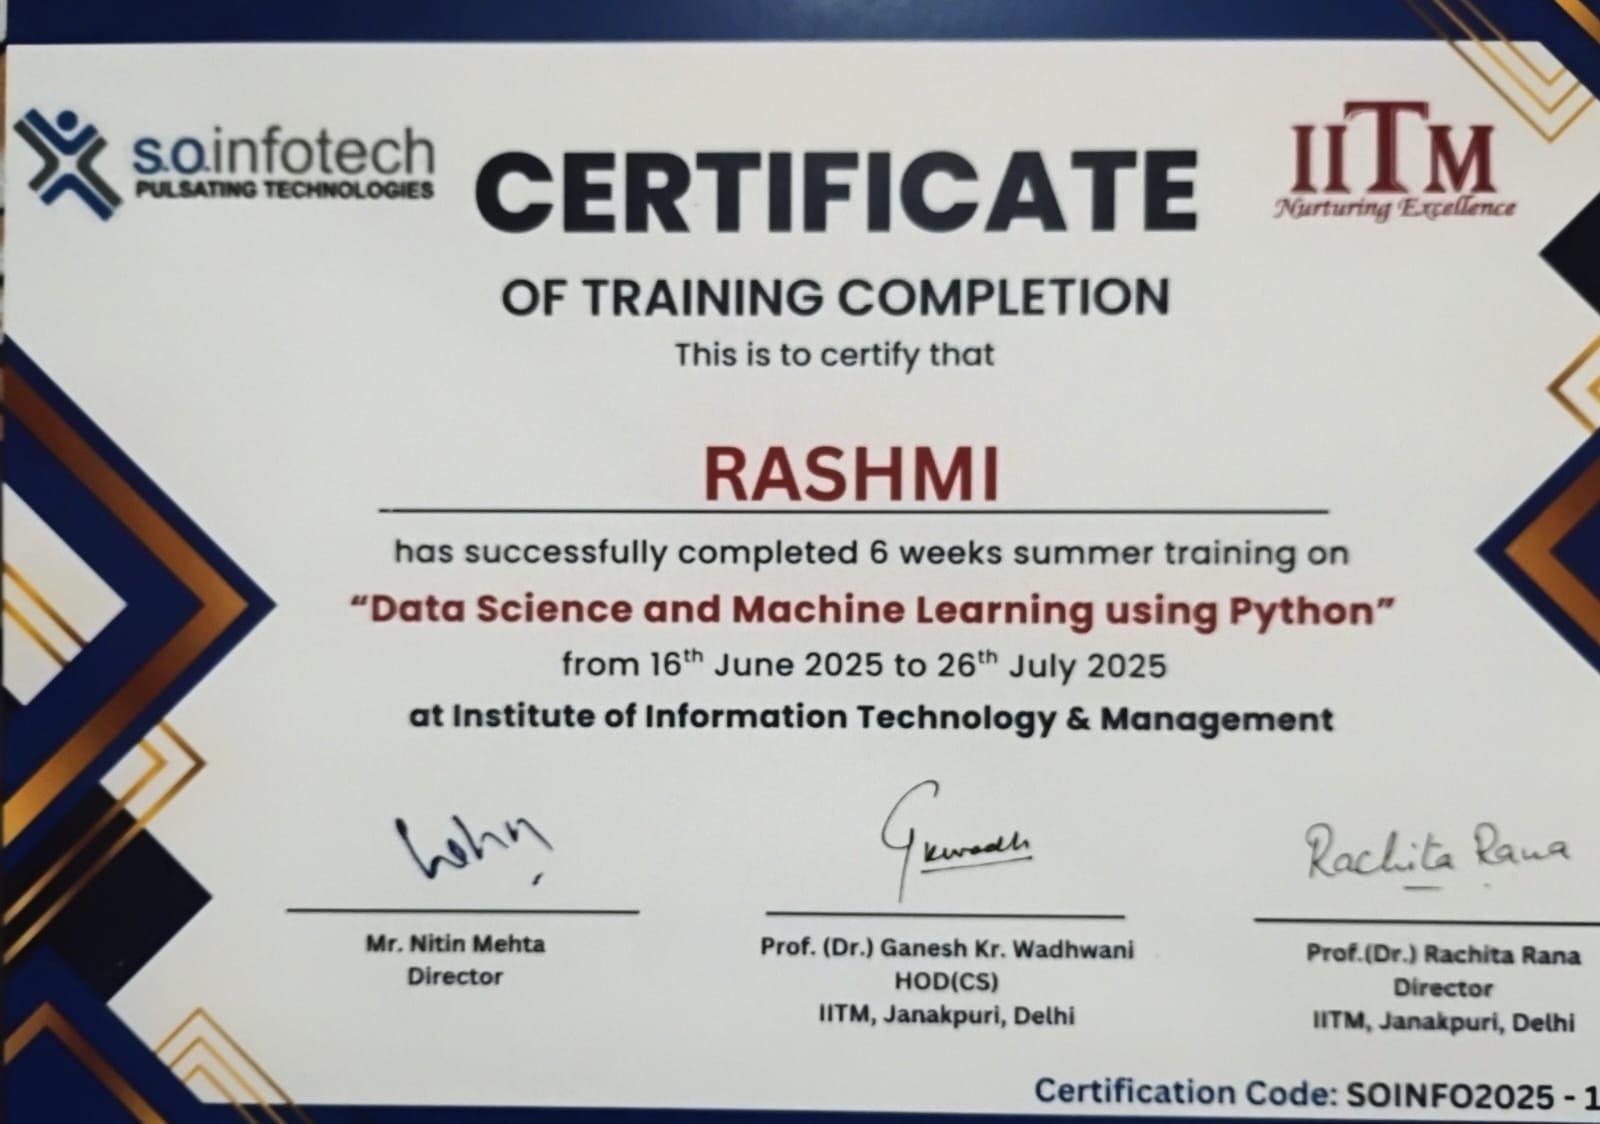 s.o.infotech
PULSATING TECHNOLOGIES
IITM
Nurturing Excellence
CERTIFICATE
OF TRAINING COMPLETION
This is to certify that
RASHMI
has successfully completed 6 weeks summer training on
“Data Science and Machine Learning using Python”
from 16th June 2025 to 26th July 2025
at Institute of Information Technology & Management
Rachita Rana
Mr. Nitin Mehta
Director
Prof. (Dr.) Ganesh Kr. Wadhwani
HOD(CS)
IITM, Janakpuri, Delhi
Prof.(Dr.) Rachita Rana
Director
IITM, Janakpuri, Delhi
Certification Code: SOINFO2025 - 1